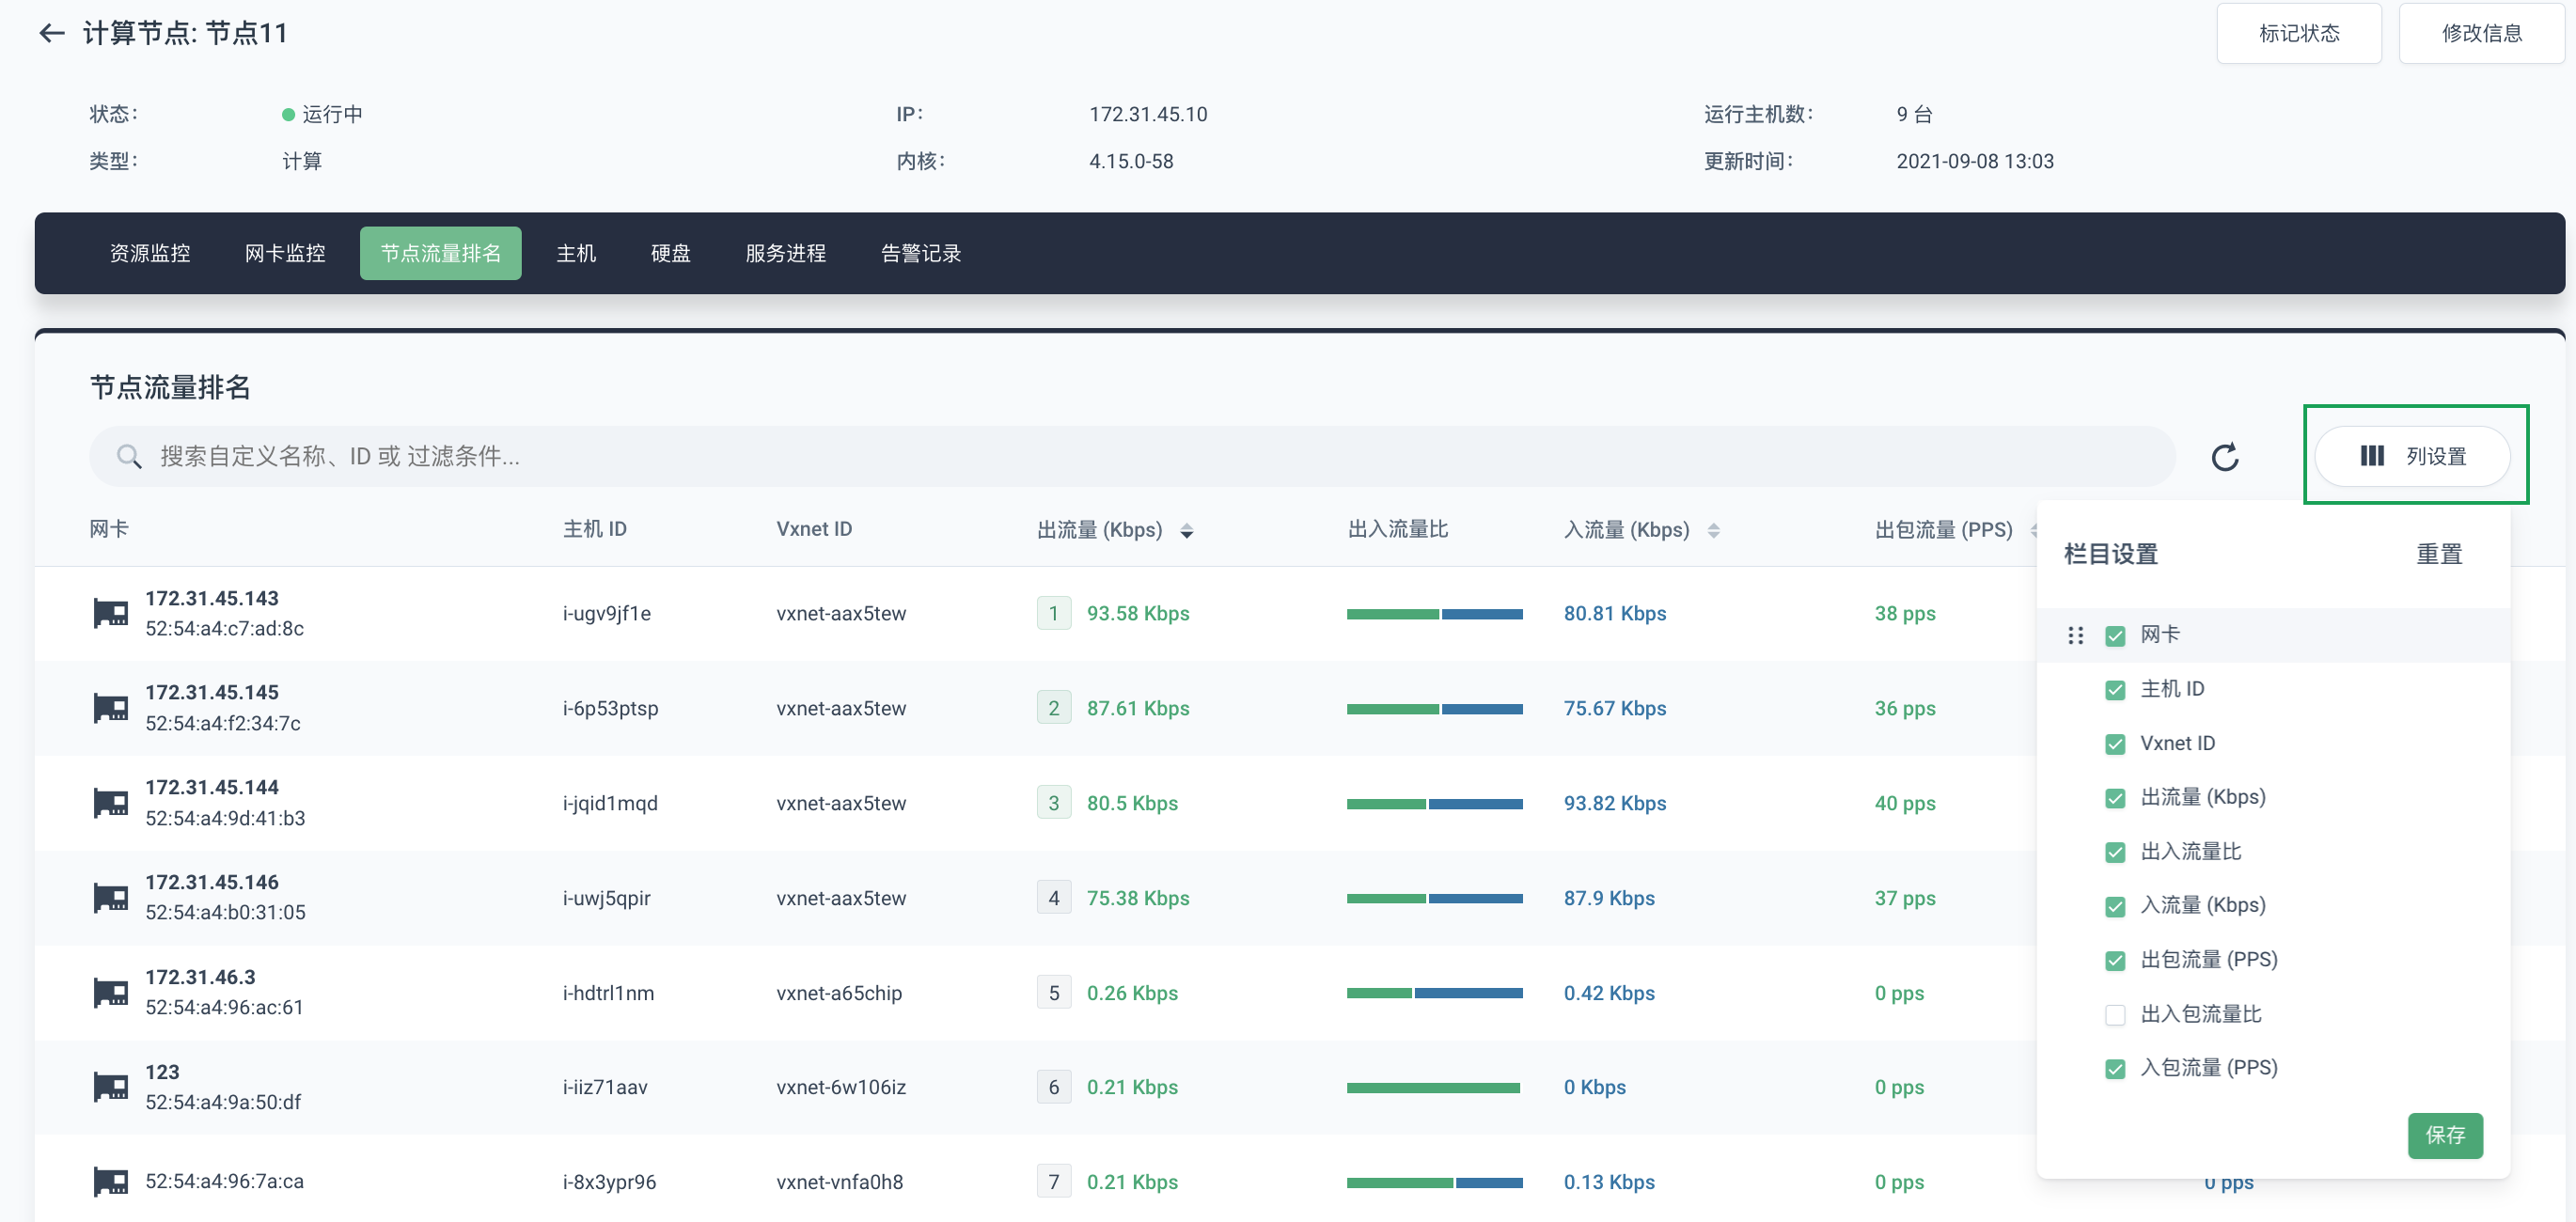 计算节点: 节点11
标记状态
修改信息
状态：
运行中
IP：
172.31.45.10
运行主机数：
9 台
类型：
计算
内核：
4.15.0-58
更新时间：
2021-09-08 13:03
资源监控
网卡监控
节点流量排名
主机
硬盘
服务进程
告警记录
节点流量排名
搜索自定义名称、ID 或 过滤条件...
列设置
网卡
主机 ID
Vxnet ID
出流量 (Kbps)
出入流量比
入流量 (Kbps)
出包流量 (PPS)
172.31.45.143
52:54:a4:c7:ad:8c
i-ugv9jf1e
vxnet-aax5tew
1
93.58 Kbps
80.81 Kbps
38 pps
172.31.45.145
52:54:a4:f2:34:7c
i-6p53ptsp
vxnet-aax5tew
2
87.61 Kbps
75.67 Kbps
36 pps
172.31.45.144
52:54:a4:9d:41:b3
i-jqid1mqd
vxnet-aax5tew
3
80.5 Kbps
93.82 Kbps
40 pps
172.31.45.146
52:54:a4:b0:31:05
i-uwj5qpir
vxnet-aax5tew
4
75.38 Kbps
87.9 Kbps
37 pps
172.31.46.3
52:54:a4:96:ac:61
i-hdtrl1nm
vxnet-a65chip
5
0.26 Kbps
0.42 Kbps
0 pps
123
52:54:a4:9a:50:df
i-iiz71aav
vxnet-6w106iz
6
0.21 Kbps
0 Kbps
0 pps
52:54:a4:96:7a:ca
i-8x3ypr96
vxnet-vnfa0h8
7
0.21 Kbps
0.13 Kbps
0 pps
0 pps
栏目设置
重置
网卡
主机 ID
Vxnet ID
出流量 (Kbps)
出入流量比
入流量 (Kbps)
出包流量 (PPS)
出入包流量比
入包流量 (PPS)
保存